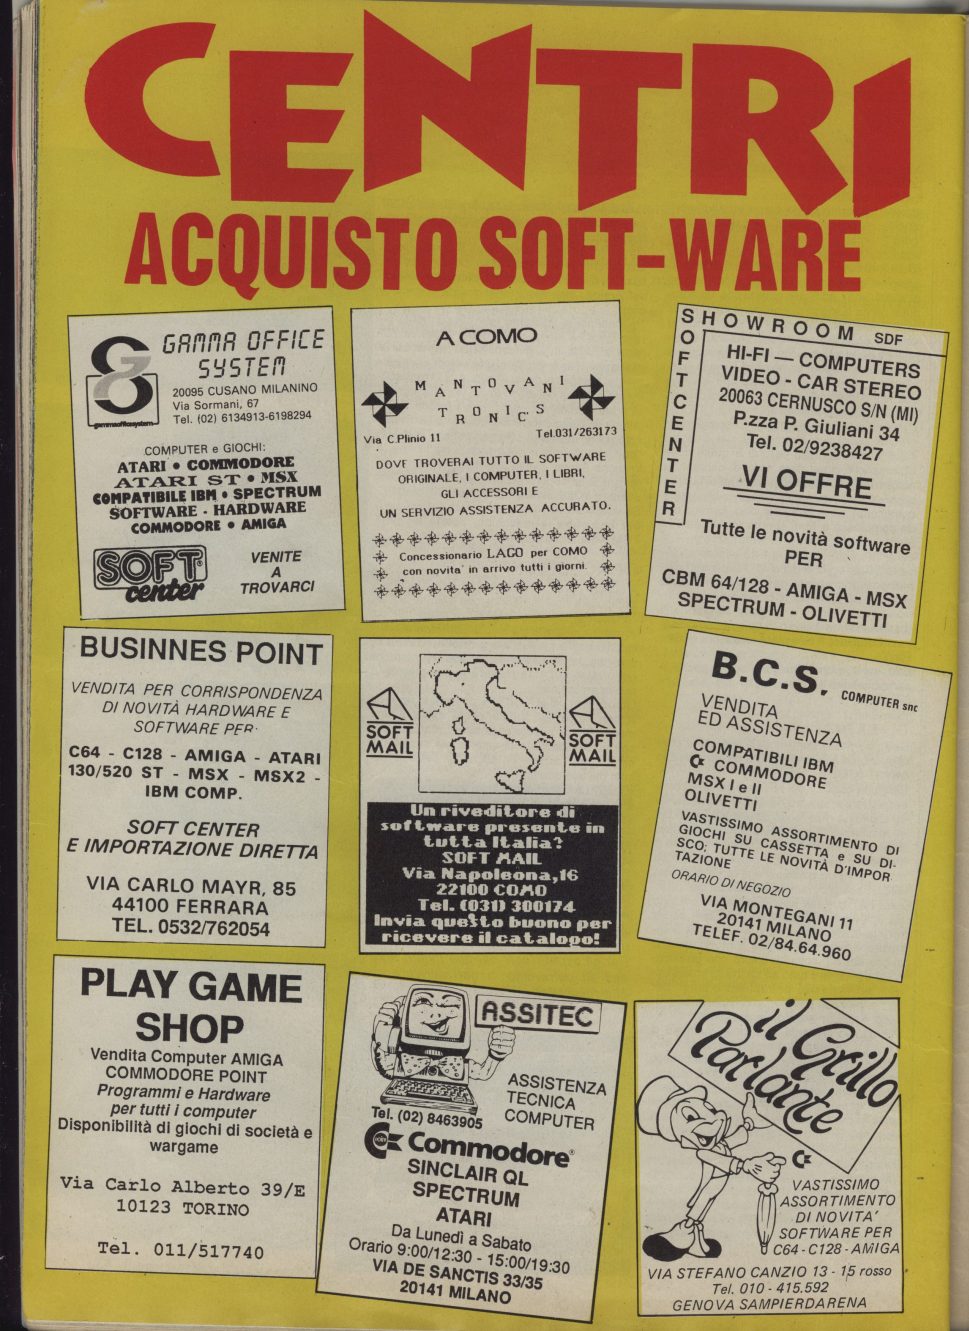 CENTRI
ACQUISTO SOFT-WARE
GAMMA OFFICE
SYSTEM
20095 CUSANO MILANINO
Via Sormani, 67
Tel. (02) 6134913-6198294
gammaofficesystem
COMPUTER e GIOCHI:
ATARI • COMMODORE
ATARI ST • MSX
COMPATIBILE IBM • SPECTRUM
SOFTWARE - HARDWARE
COMMODORE • AMIGA
SOFT
center
VENITE
A
TROVARCI
A COMO
MANTOVANI
TRONIC'S
Via C.Plinio 11
Tel.031/263173
DOVE TROVERAI TUTTO IL SOFTWARE
ORIGINALE, I COMPUTER, I LIBRI,
GLI ACCESSORI E
UN SERVIZIO ASSISTENZA ACCURATO.
Concessionario LAGO per COMO
con novita' in arrivo tutti i giorni.
SHOWROOM SDF
SOFTCENTER
HI-FI — COMPUTERS
VIDEO - CAR STEREO
20063 CERNUSCO S/N (MI)
P.zza P. Giuliani 34
Tel. 02/9238427
VI OFFRE
Tutte le novità software
PER
CBM 64/128 - AMIGA - MSX
SPECTRUM - OLIVETTI
BUSINNES POINT
VENDITA PER CORRISPONDENZA
DI NOVITÀ HARDWARE E
SOFTWARE PER:
C64 - C128 - AMIGA - ATARI
130/520 ST - MSX - MSX2 -
IBM COMP.
SOFT CENTER
E IMPORTAZIONE DIRETTA
VIA CARLO MAYR, 85
44100 FERRARA
TEL. 0532/762054
SOFT
MAIL
SOFT
MAIL
Un riveditore di
software presente in
tutta Italia?
SOFT MAIL
Via Napoleona,16
22100 COMO
Tel. (031) 300174
Invia questo buono per
ricevere il catalogo!
B.C.S. COMPUTER snc
VENDITA
ED ASSISTENZA
COMPATIBILI IBM
COMMODORE
MSX I e II
OLIVETTI
VASTISSIMO ASSORTIMENTO DI
GIOCHI SU CASSETTA e SU DI-
SCO; TUTTE LE NOVITÀ D'IMPOR
TAZIONE
ORARIO DI NEGOZIO
VIA MONTEGANI 11
20141 MILANO
TELEF. 02/84.64.960
PLAY GAME
SHOP
Vendita Computer AMIGA
COMMODORE POINT
Programmi e Hardware
per tutti i computer
Disponibilità di giochi di società e
wargame
Via Carlo Alberto 39/E
10123 TORINO
Tel. 011/517740
ASSITEC
ASSISTENZA
TECNICA
COMPUTER
Tel. (02) 8463905
Commodore
SINCLAIR QL
SPECTRUM
ATARI
Da Lunedì a Sabato
Orario 9:00/12:30 - 15:00/19:30
VIA DE SANCTIS 33/35
20141 MILANO
il Grillo
Parlante
VASTISSIMO
ASSORTIMENTO
DI NOVITA'
SOFTWARE PER
C64 - C128 - AMIGA
VIA STEFANO CANZIO 13 - 15 rosso
Tel. 010 - 415.592
GENOVA SAMPIERDARENA